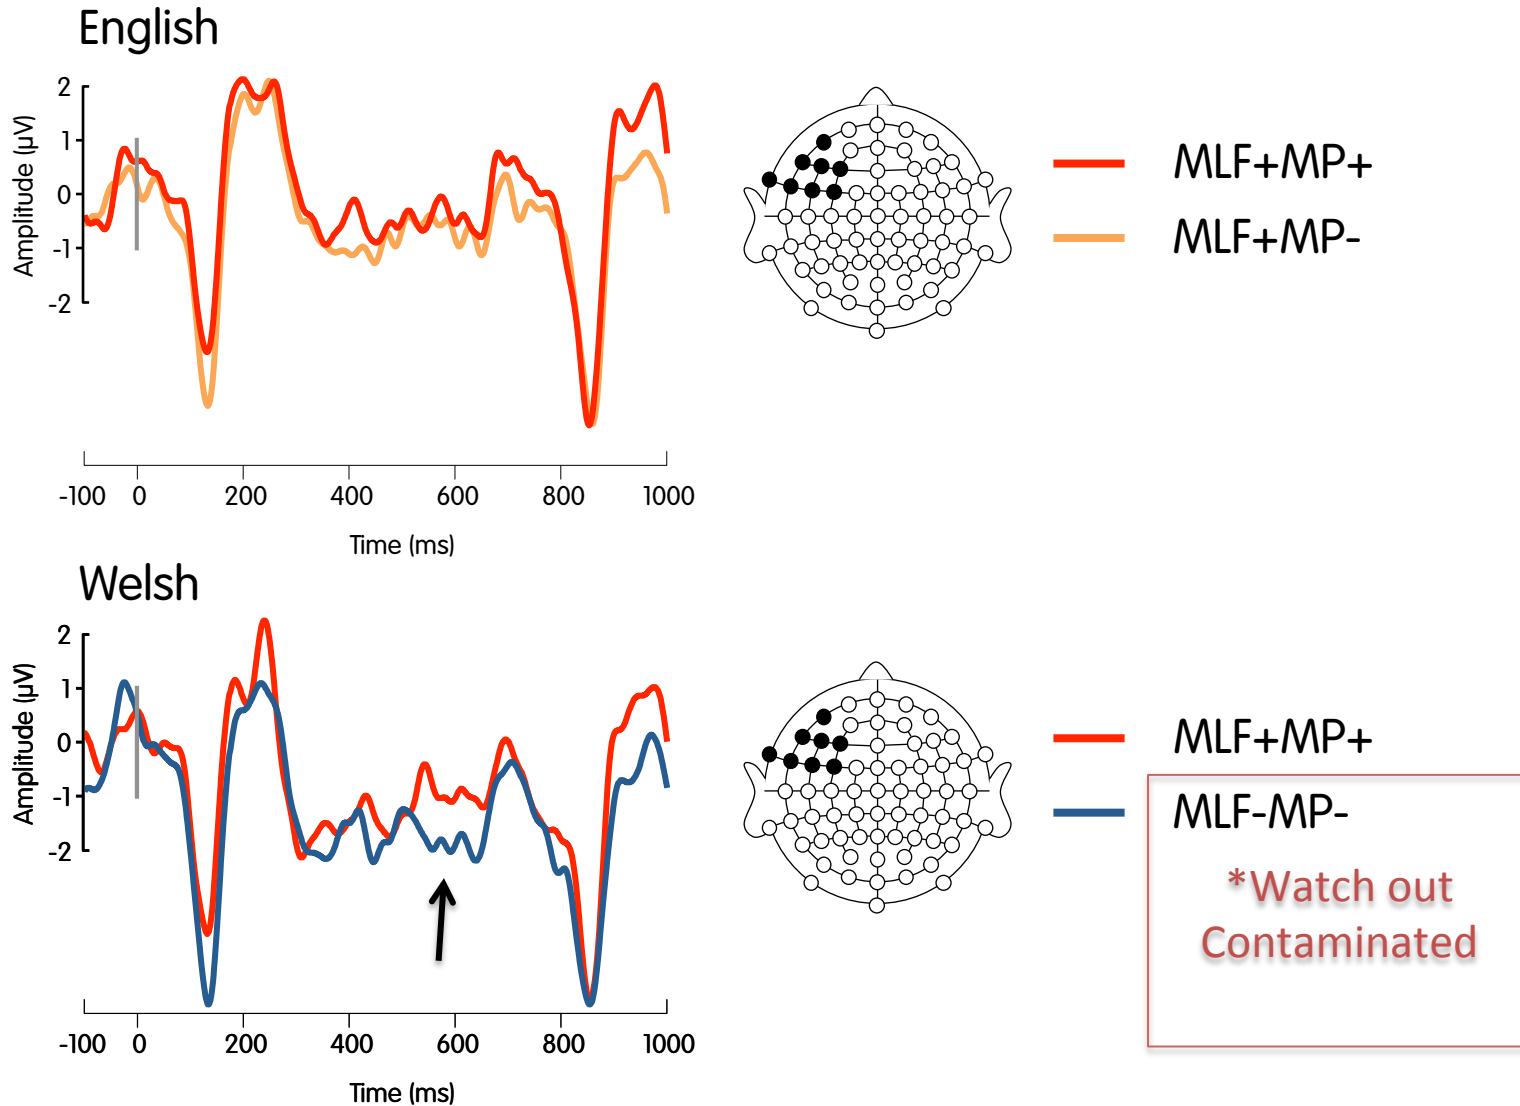 English
Amplitude (µV)
2
1
0
-1
-2
-100 0 200 400 600 800 1000
Time (ms)
MLF+MP+
MLF+MP-
Welsh
Amplitude (µV)
2
1
0
-1
-2
-100 0 200 400 600 800 1000
Time (ms)
MLF+MP+
MLF-MP-
*Watch out
Contaminated